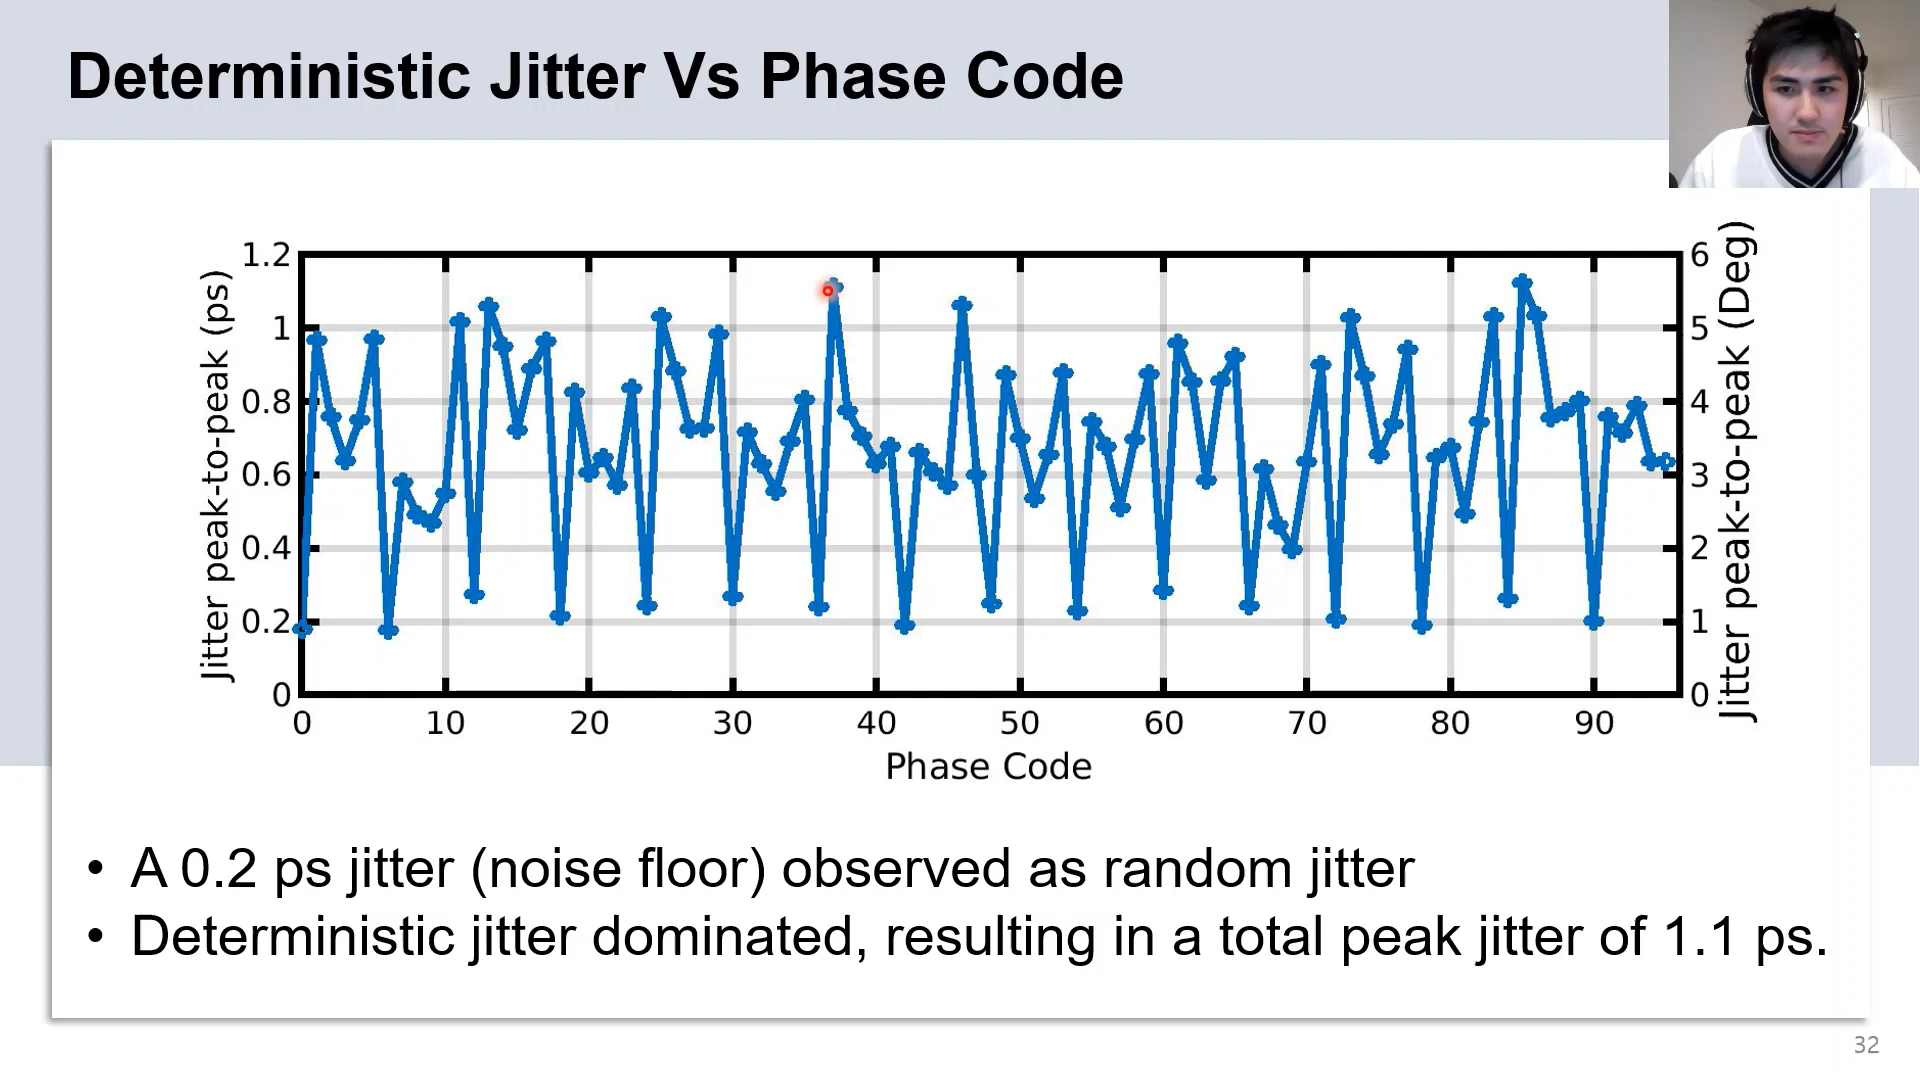 Deterministic Jitter Vs Phase Code
Jitter peak-to-peak (ps)
1.2
1
0.8
0.6
0.4
0.2
0
6
5
4
3
2
1
0
Jitter peak-to-peak (Deg)
0 10 20 30 40 50 60 70 80 90
Phase Code
• A 0.2 ps jitter (noise floor) observed as random jitter
• Deterministic jitter dominated, resulting in a total peak jitter of 1.1 ps.
32